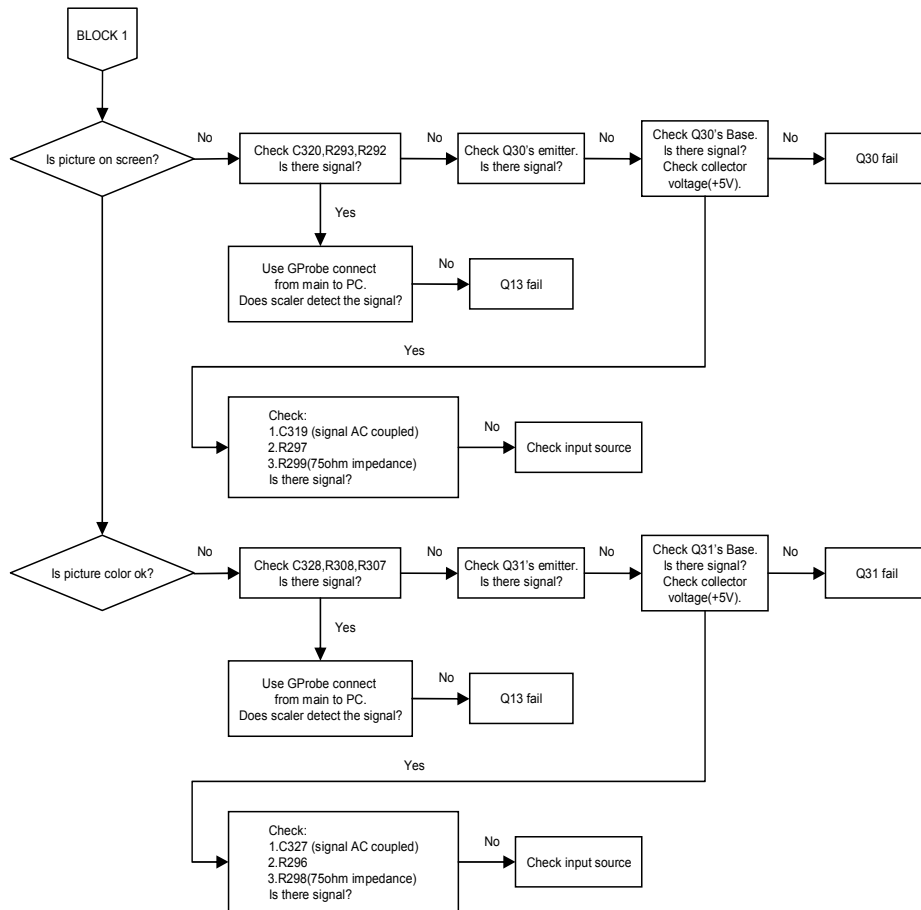 BLOCK 1
Is picture on screen?
No
Check C320,R293,R292
Is there signal?
No
Check Q30's emitter.
Is there signal?
No
Check Q30's Base.
Is there signal?
Check collector
voltage(+5V).
No
Q30 fail
Yes
Use GProbe connect
from main to PC.
Does scaler detect the signal?
No
Q13 fail
Yes
Check:
1.C319 (signal AC coupled)
2.R297
3.R299(75ohm impedance)
Is there signal?
No
Check input source
Is picture color ok?
No
Check C328,R308,R307
Is there signal?
No
Check Q31's emitter.
Is there signal?
No
Check Q31's Base.
Is there signal?
Check collector
voltage(+5V).
No
Q31 fail
Yes
Use GProbe connect
from main to PC.
Does scaler detect the signal?
No
Q13 fail
Yes
Check:
1.C327 (signal AC coupled)
2.R296
3.R298(75ohm impedance)
Is there signal?
No
Check input source